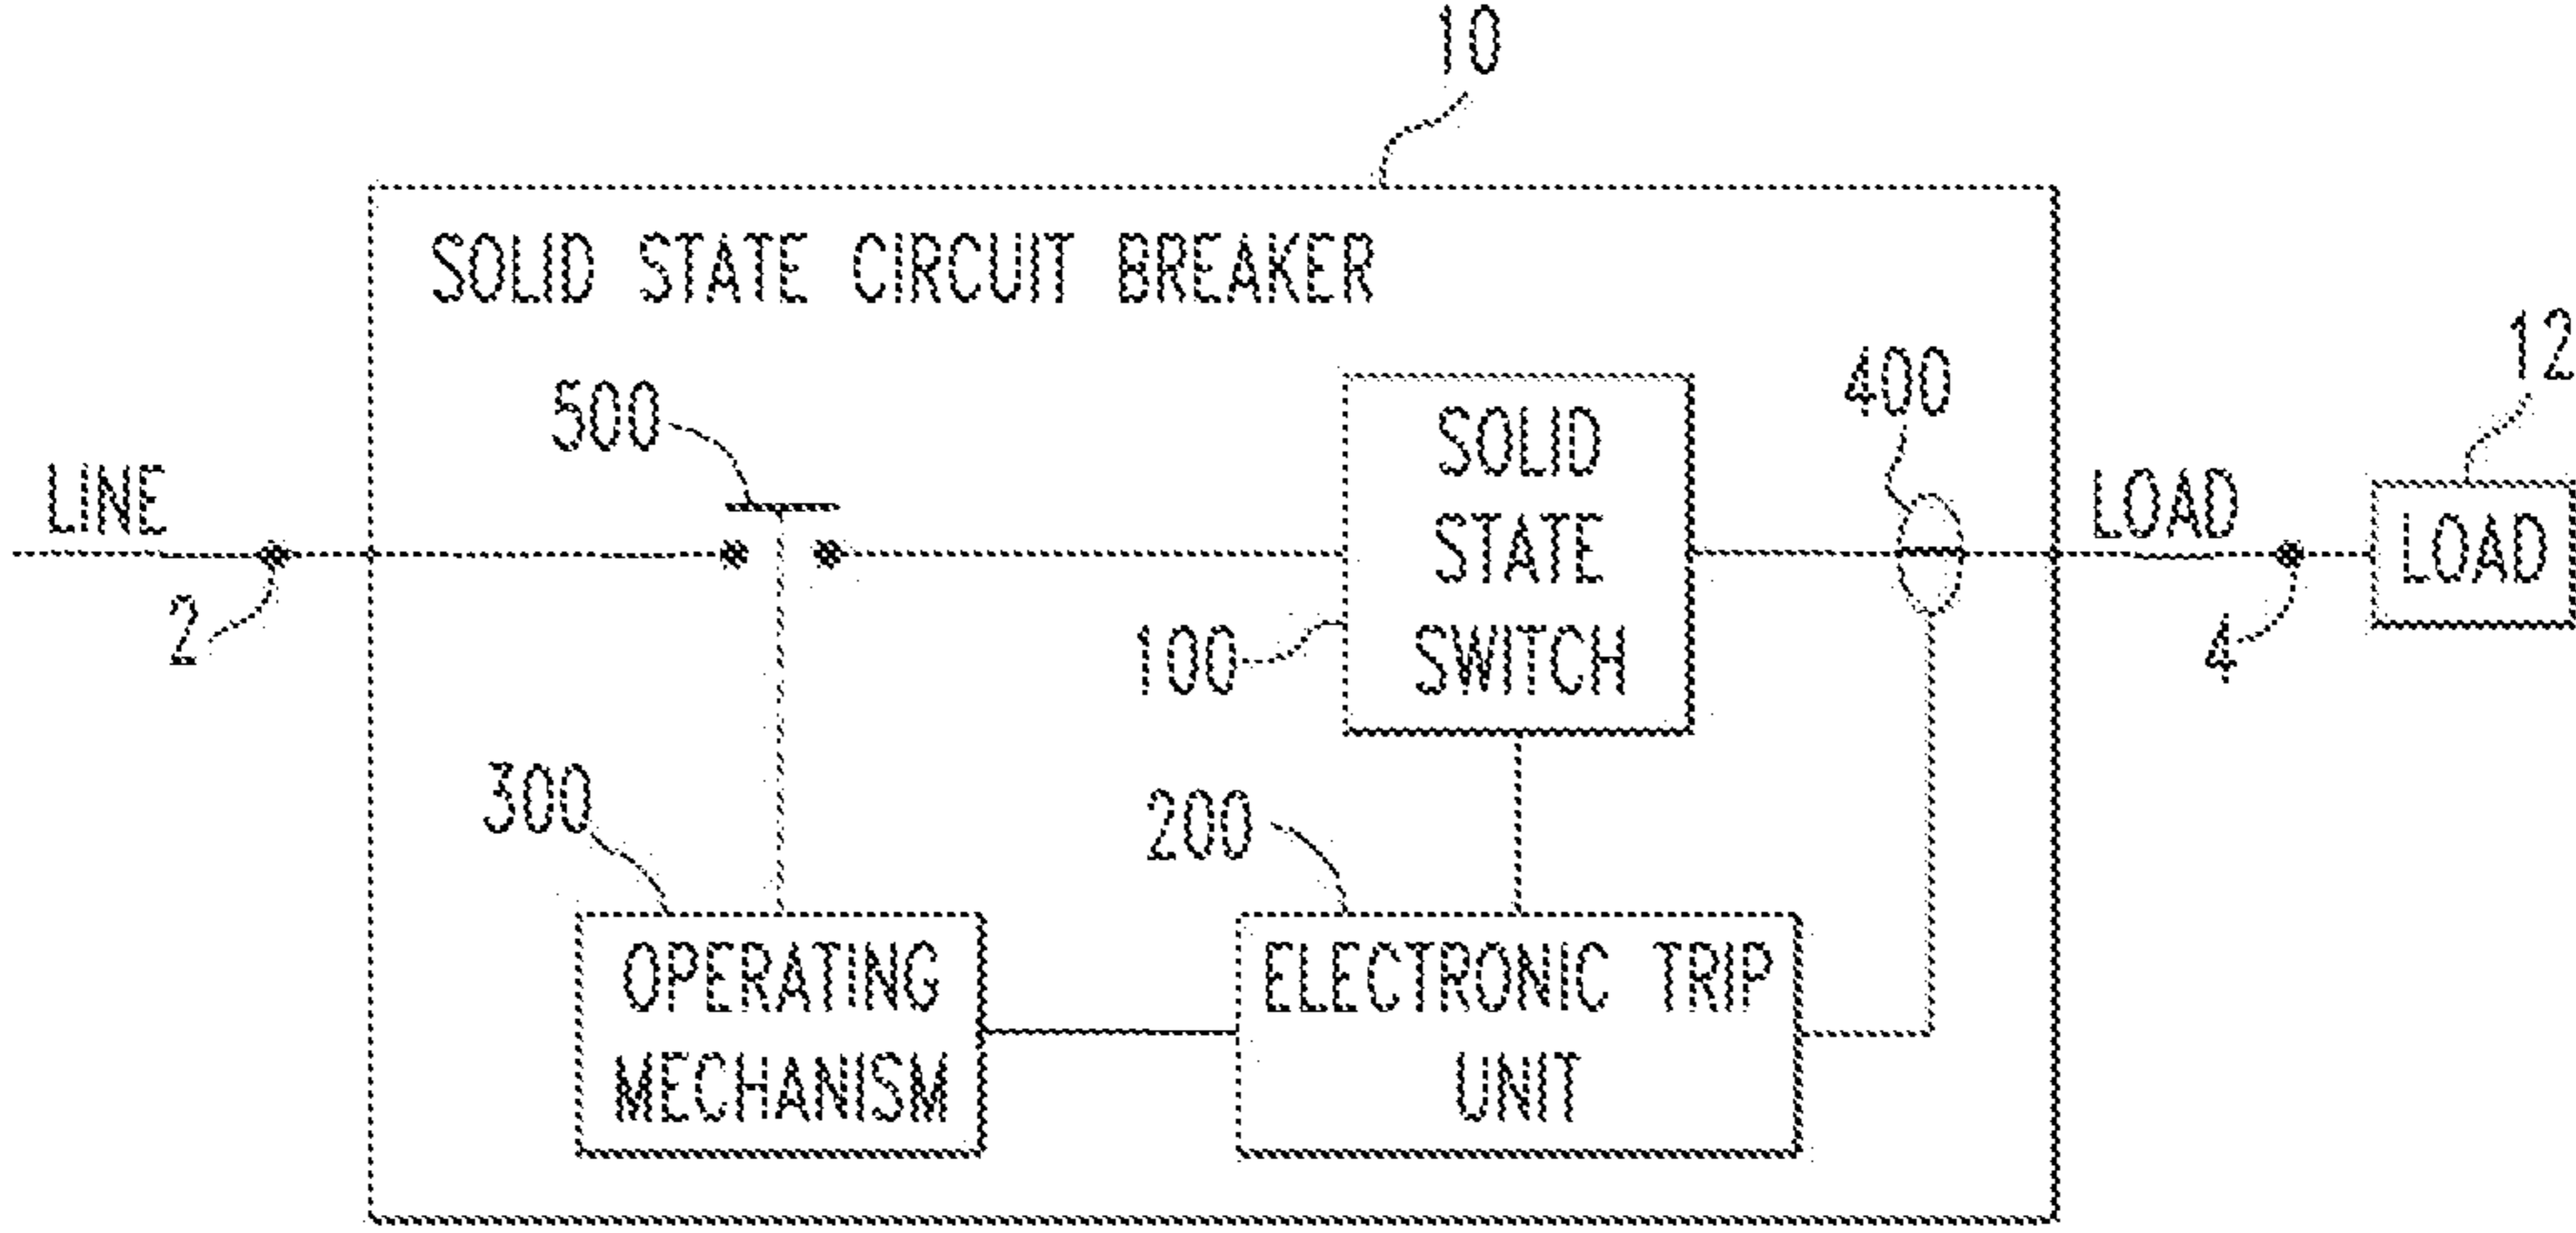 10
SOLID STATE CIRCUIT BREAKER
12
400
500
SOLID
STATE
SWITCH
LINE
LOAD
LOAD
2
100
4
300
200
OPERATING
MECHANISM
ELECTRONIC TRIP
UNIT